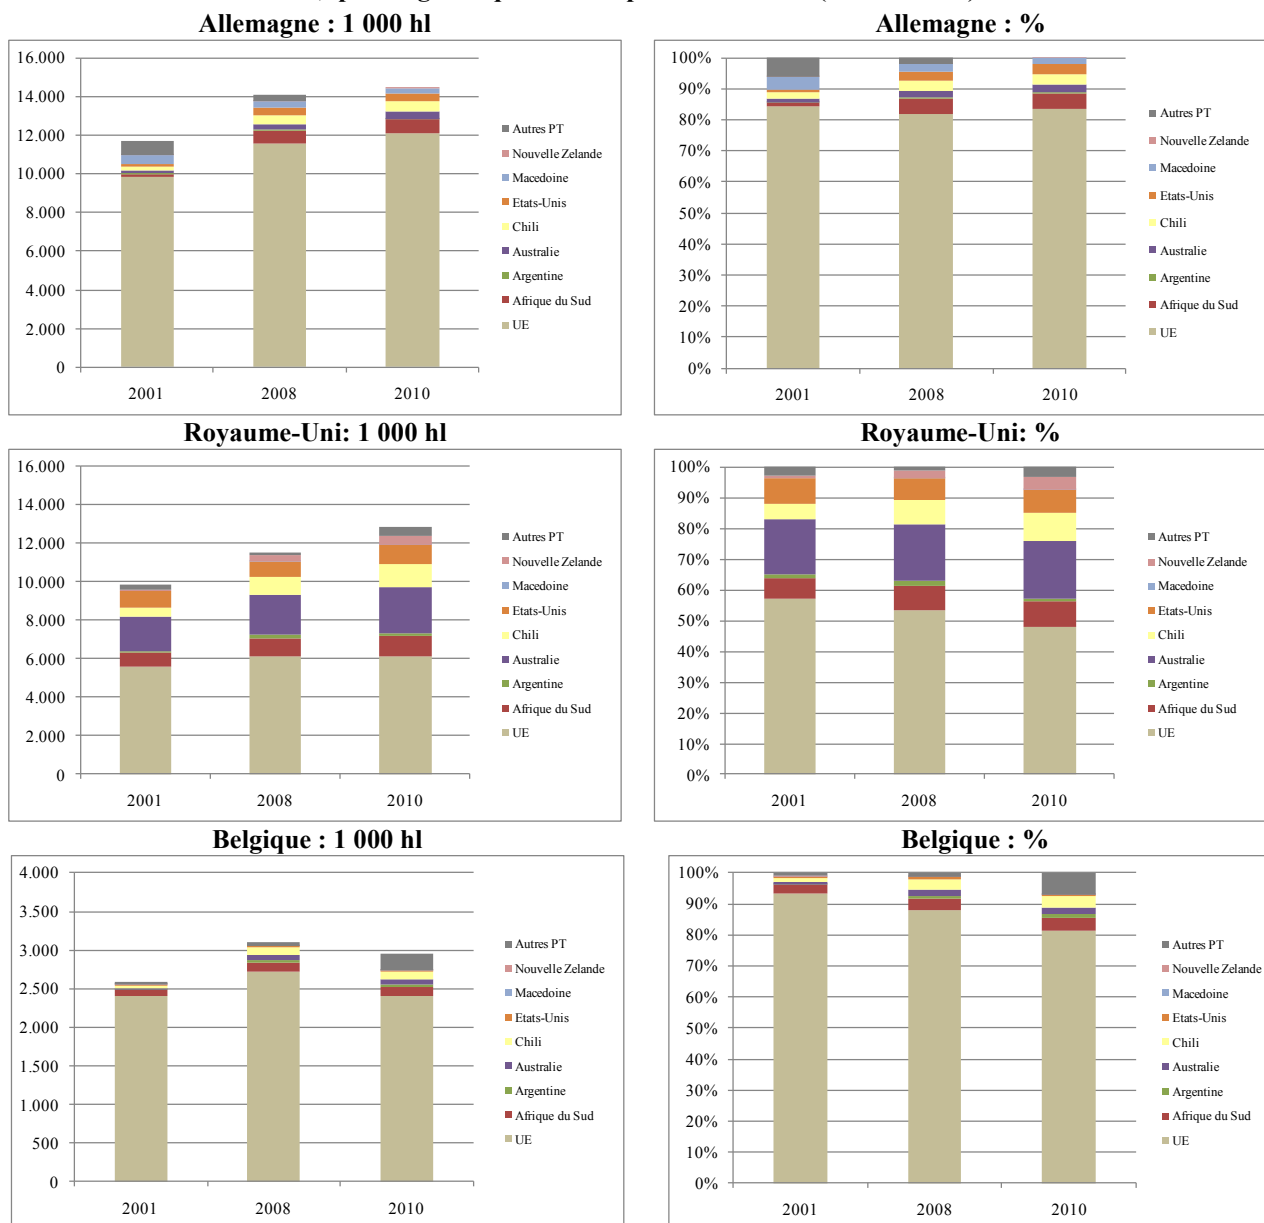 Allemagne : 1 000 hl
16.000
14.000
12.000
10.000
8.000
6.000
4.000
2.000
0
2001
2008
2010
Autres PT
Nouvelle Zelande
Macedoine
Etats-Unis
Chili
Australie
Argentine
Afrique du Sud
UE
Allemagne : %
100%
90%
80%
70%
60%
50%
40%
30%
20%
10%
0%
2001
2008
2010
Autres PT
Nouvelle Zelande
Macedoine
Etats-Unis
Chili
Australie
Argentine
Afrique du Sud
UE
Royaume-Uni: 1 000 hl
16.000
14.000
12.000
10.000
8.000
6.000
4.000
2.000
0
2001
2008
2010
Autres PT
Nouvelle Zelande
Macedoine
Etats-Unis
Chili
Australie
Argentine
Afrique du Sud
UE
Royaume-Uni: %
100%
90%
80%
70%
60%
50%
40%
30%
20%
10%
0%
2001
2008
2010
Autres PT
Nouvelle Zelande
Macedoine
Etats-Unis
Chili
Australie
Argentine
Afrique du Sud
UE
Belgique : 1 000 hl
4.000
3.500
3.000
2.500
2.000
1.500
1.000
500
0
2001
2008
2010
Autres PT
Nouvelle Zelande
Macedoine
Etats-Unis
Chili
Australie
Argentine
Afrique du Sud
UE
Belgique : %
100%
90%
80%
70%
60%
50%
40%
30%
20%
10%
0%
2001
2008
2010
Autres PT
Nouvelle Zelande
Macedoine
Etats-Unis
Chili
Australie
Argentine
Afrique du Sud
UE